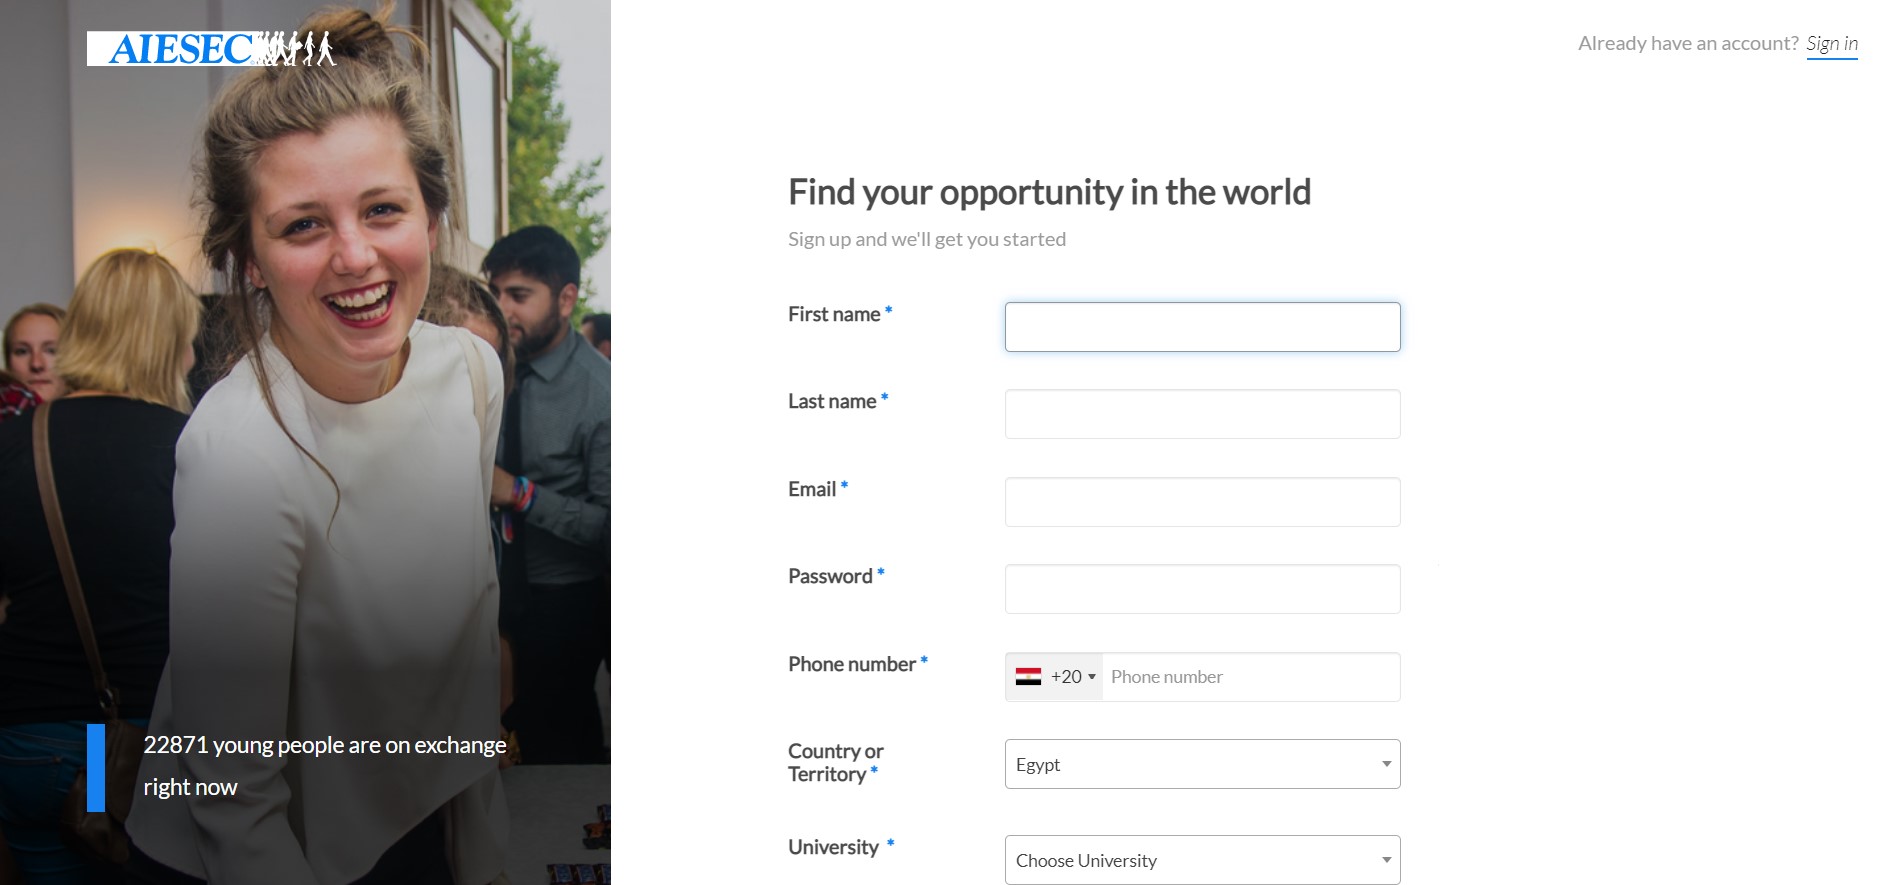 AIESEC
Already have an account? Sign in
Find your opportunity in the world
Sign up and we'll get you started
First name *
Last name *
Email *
Password *
Phone number *
+20
Phone number
Country or
Territory *
Egypt
University *
Choose University
22871 young people are on exchange
right now